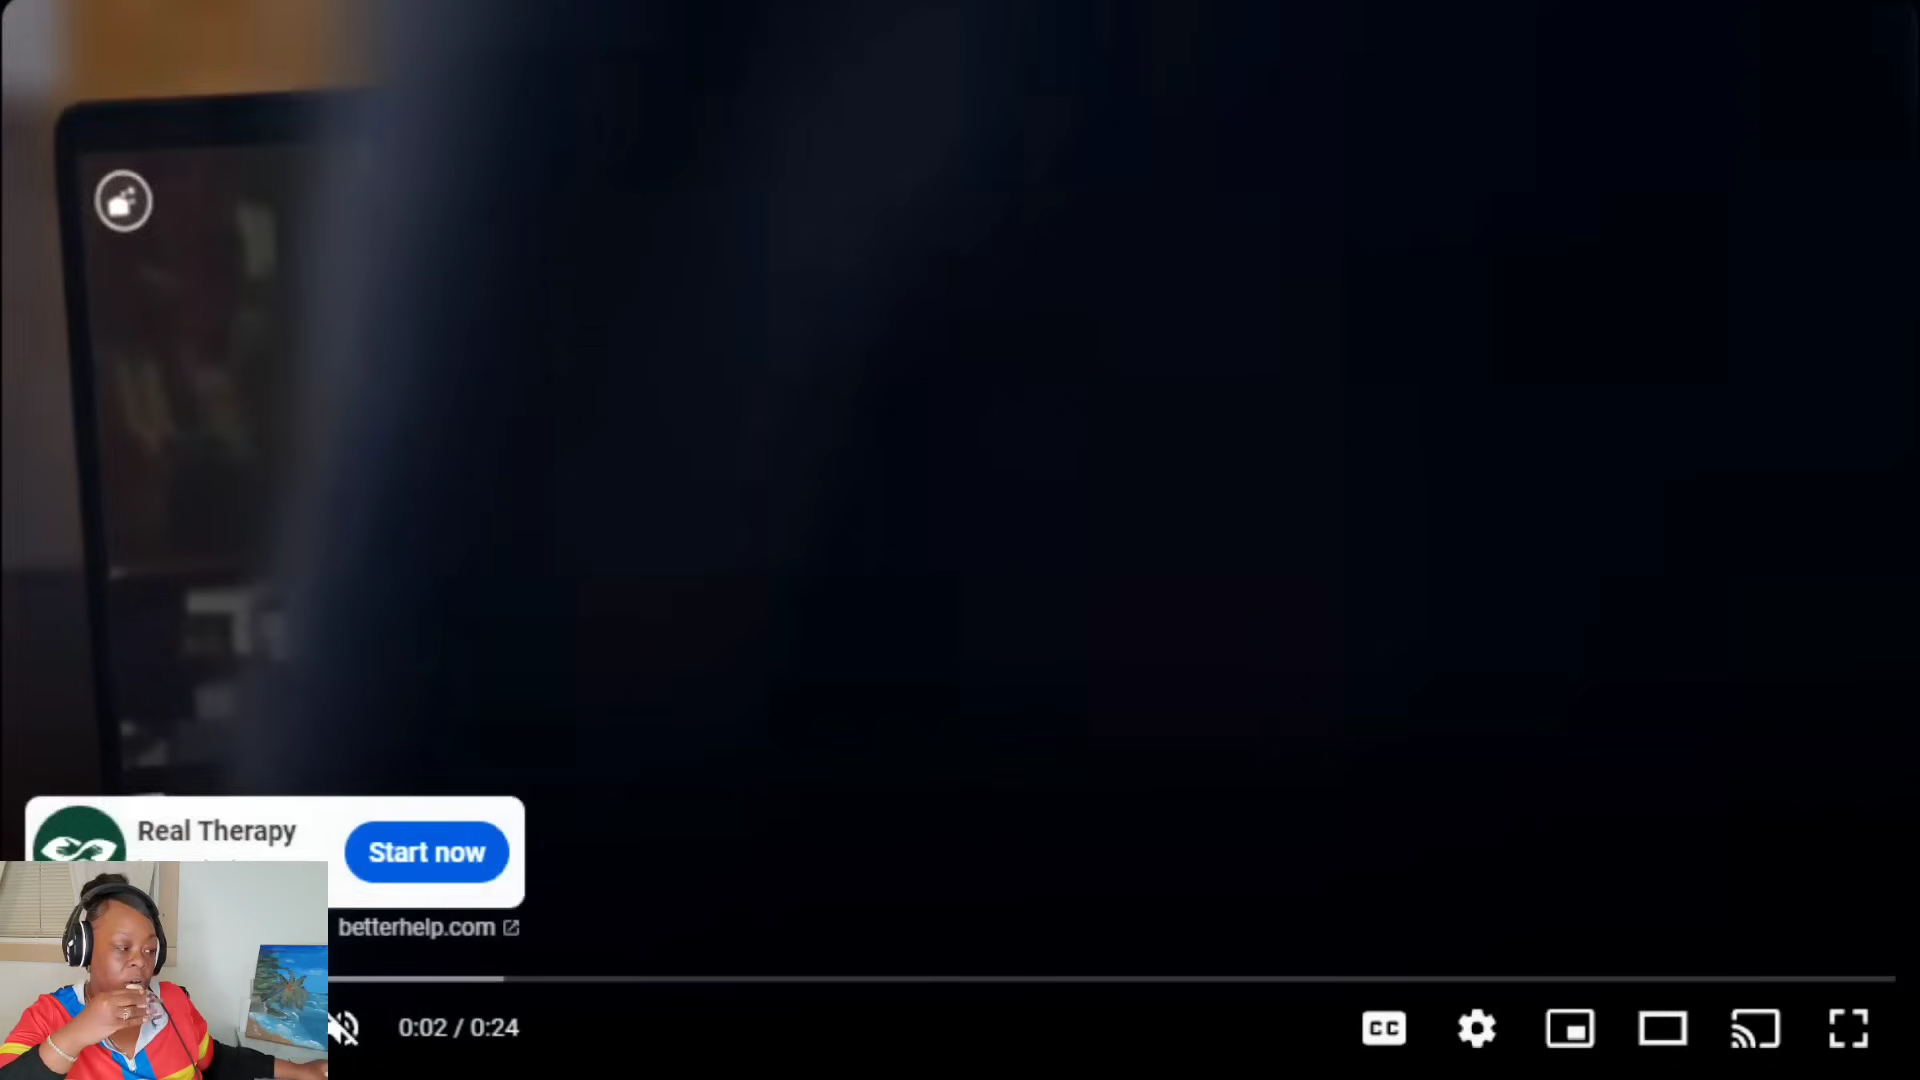 Real Therapy
Start now
betterhelp.com
0:02 / 0:24
CC